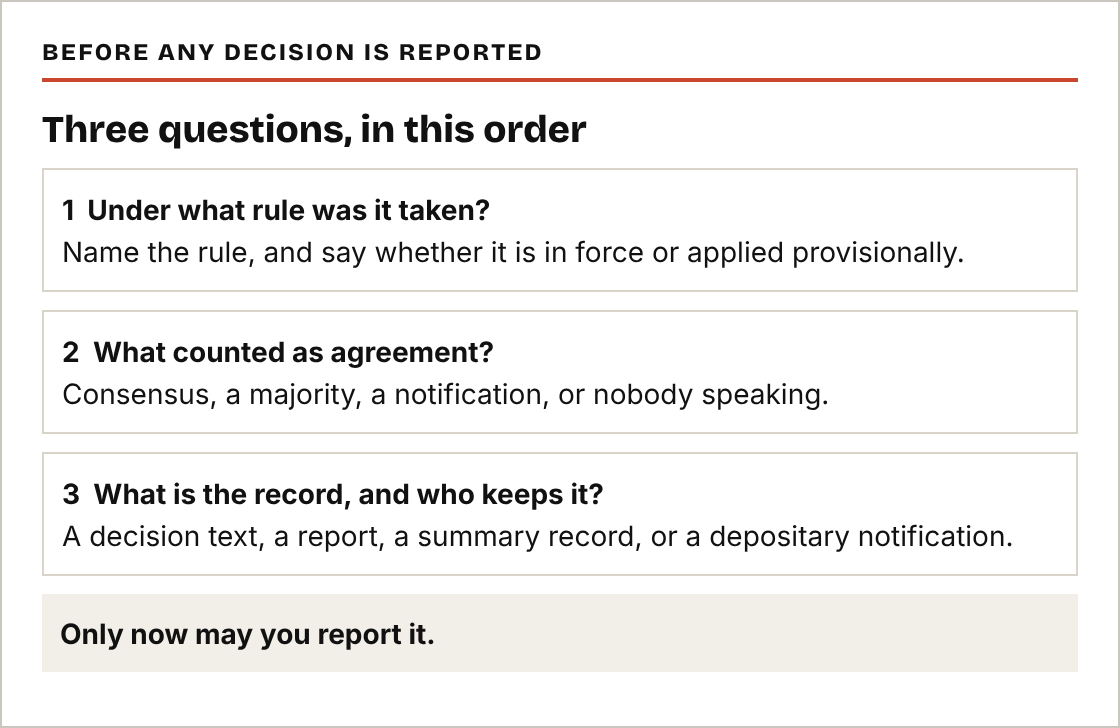 BEFORE ANY DECISION IS REPORTED
Three questions, in this order
1 Under what rule was it taken?
Name the rule, and say whether it is in force or applied provisionally.
2 What counted as agreement?
Consensus, a majority, a notification, or nobody speaking.
3 What is the record, and who keeps it?
A decision text, a report, a summary record, or a depositary notification.
Only now may you report it.